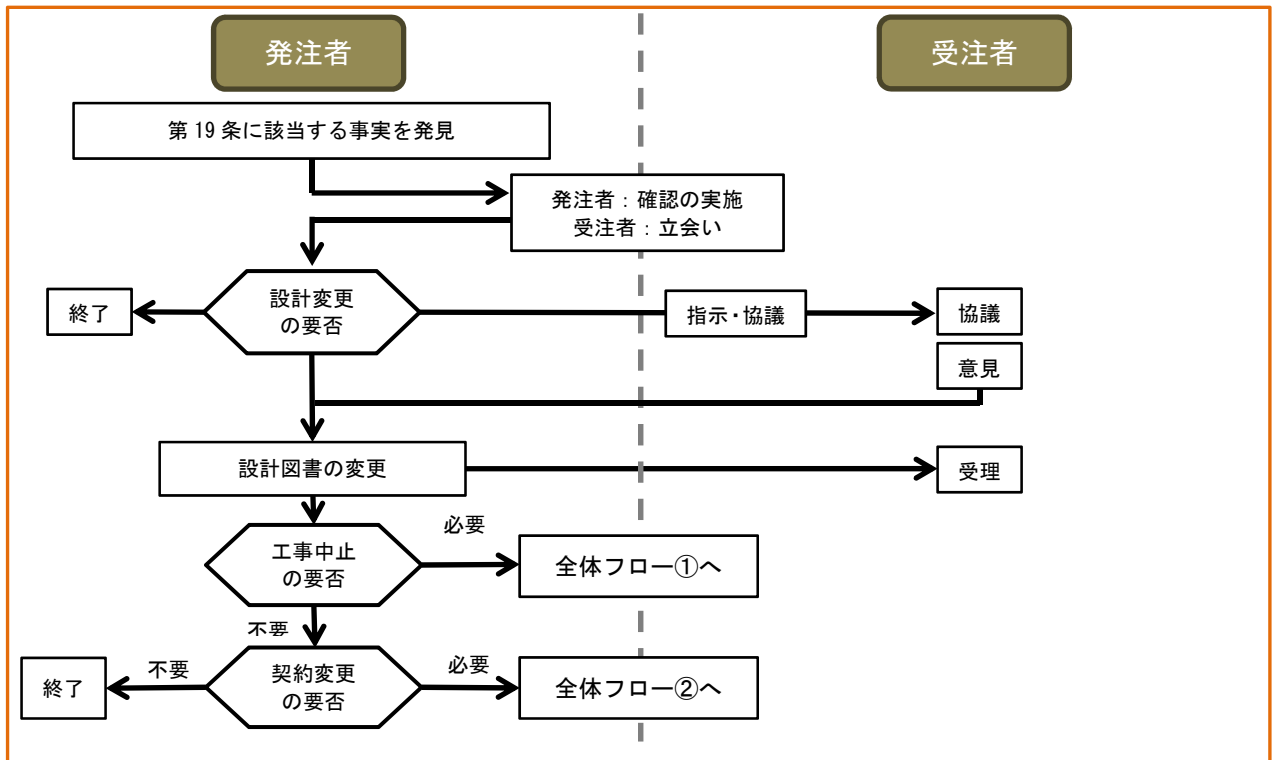 発注者
受注者
第19条に該当する事実を発見
発注者：確認の実施
受注者：立会い
設計変更
の要否
終了
指示・協議
協議
意見
設計図書の変更
受理
工事中止
の要否
必要
全体フロー①へ
不要
契約変更
の要否
不要
終了
必要
全体フロー②へ